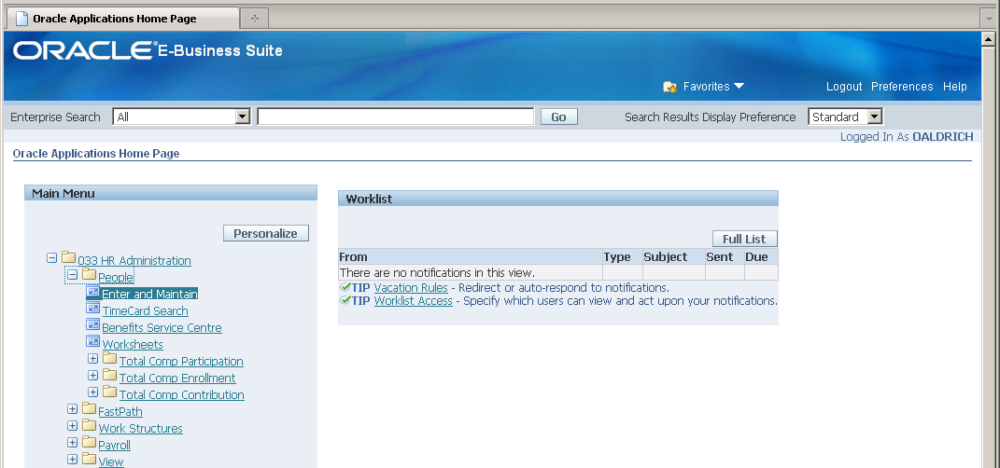 Oracle Applications Home Page
ORACLE® E-Business Suite
Favorites Logout Preferences Help
Enterprise Search All Go Search Results Display Preference Standard
Logged In As OALDRICH
Oracle Applications Home Page
Main Menu
Personalize
033 HR Administration
People
Enter and Maintain
TimeCard Search
Benefits Service Centre
Worksheets
Total Comp Participation
Total Comp Enrollment
Total Comp Contribution
FastPath
Work Structures
Payroll
View
Worklist
Full List
From Type Subject Sent Due
There are no notifications in this view.
TIP Vacation Rules - Redirect or auto-respond to notifications.
TIP Worklist Access - Specify which users can view and act upon your notifications.